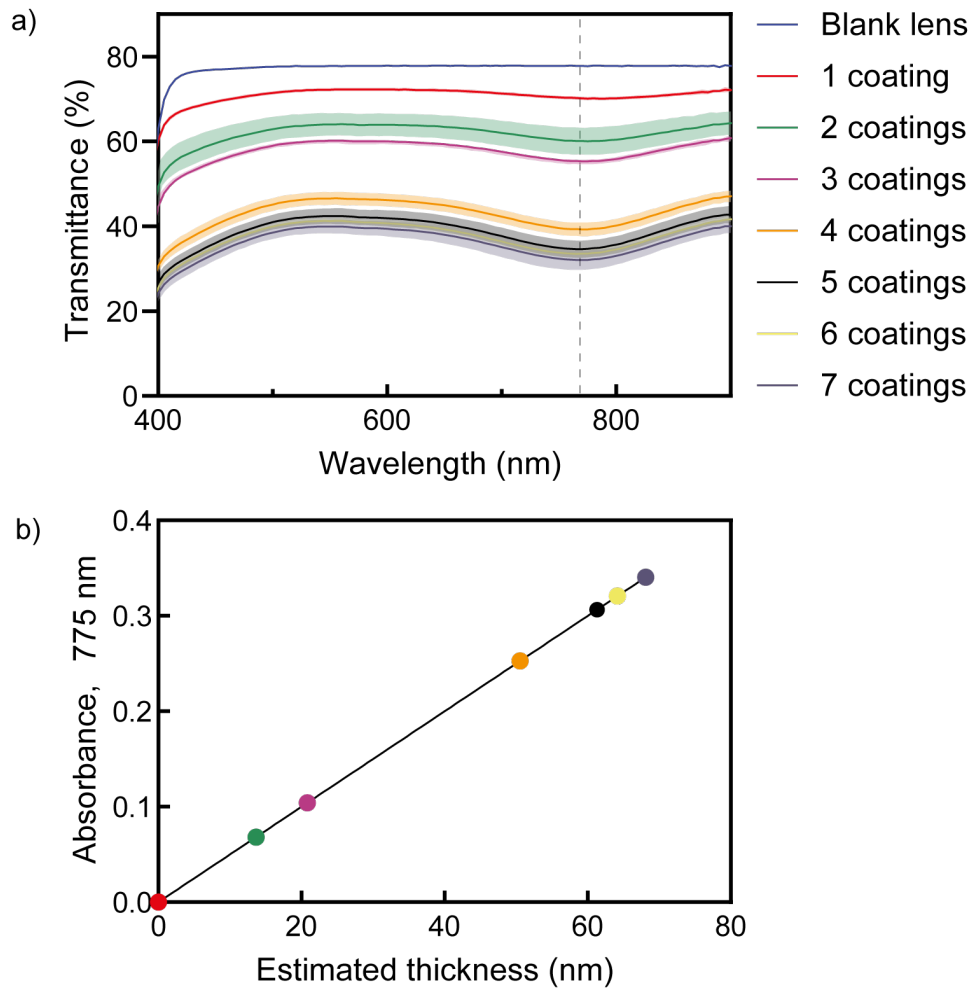 a)
Transmittance (%)
80
60
40
20
0
400
600
800
Wavelength (nm)
Blank lens
1 coating
2 coatings
3 coatings
4 coatings
5 coatings
6 coatings
7 coatings
b)
Absorbance, 775 nm
0.4
0.3
0.2
0.1
0.0
0
20
40
60
80
Estimated thickness (nm)